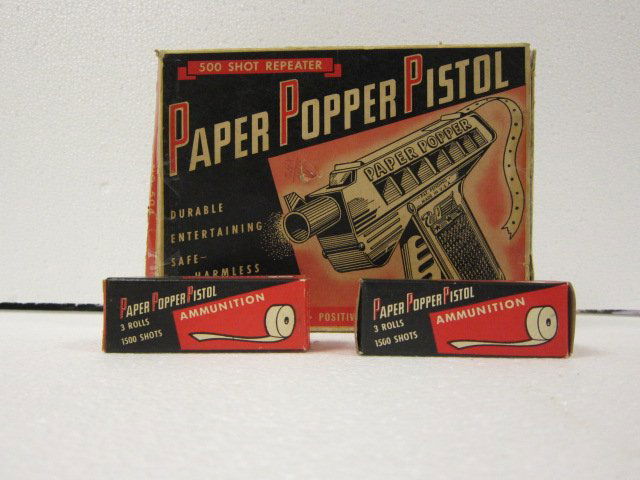 500 SHOT REPEATER
PAPER POPPER PISTOL
PAPER POPPER
DURABLE
ENTERTAINING
SAFE~
HARMLESS
POSITIVE
PAPER POPPER PISTOL
3 ROLLS
1500 SHOTS
AMMUNITION
PAPER POPPER PISTOL
3 ROLLS
1500 SHOTS
AMMUNITION